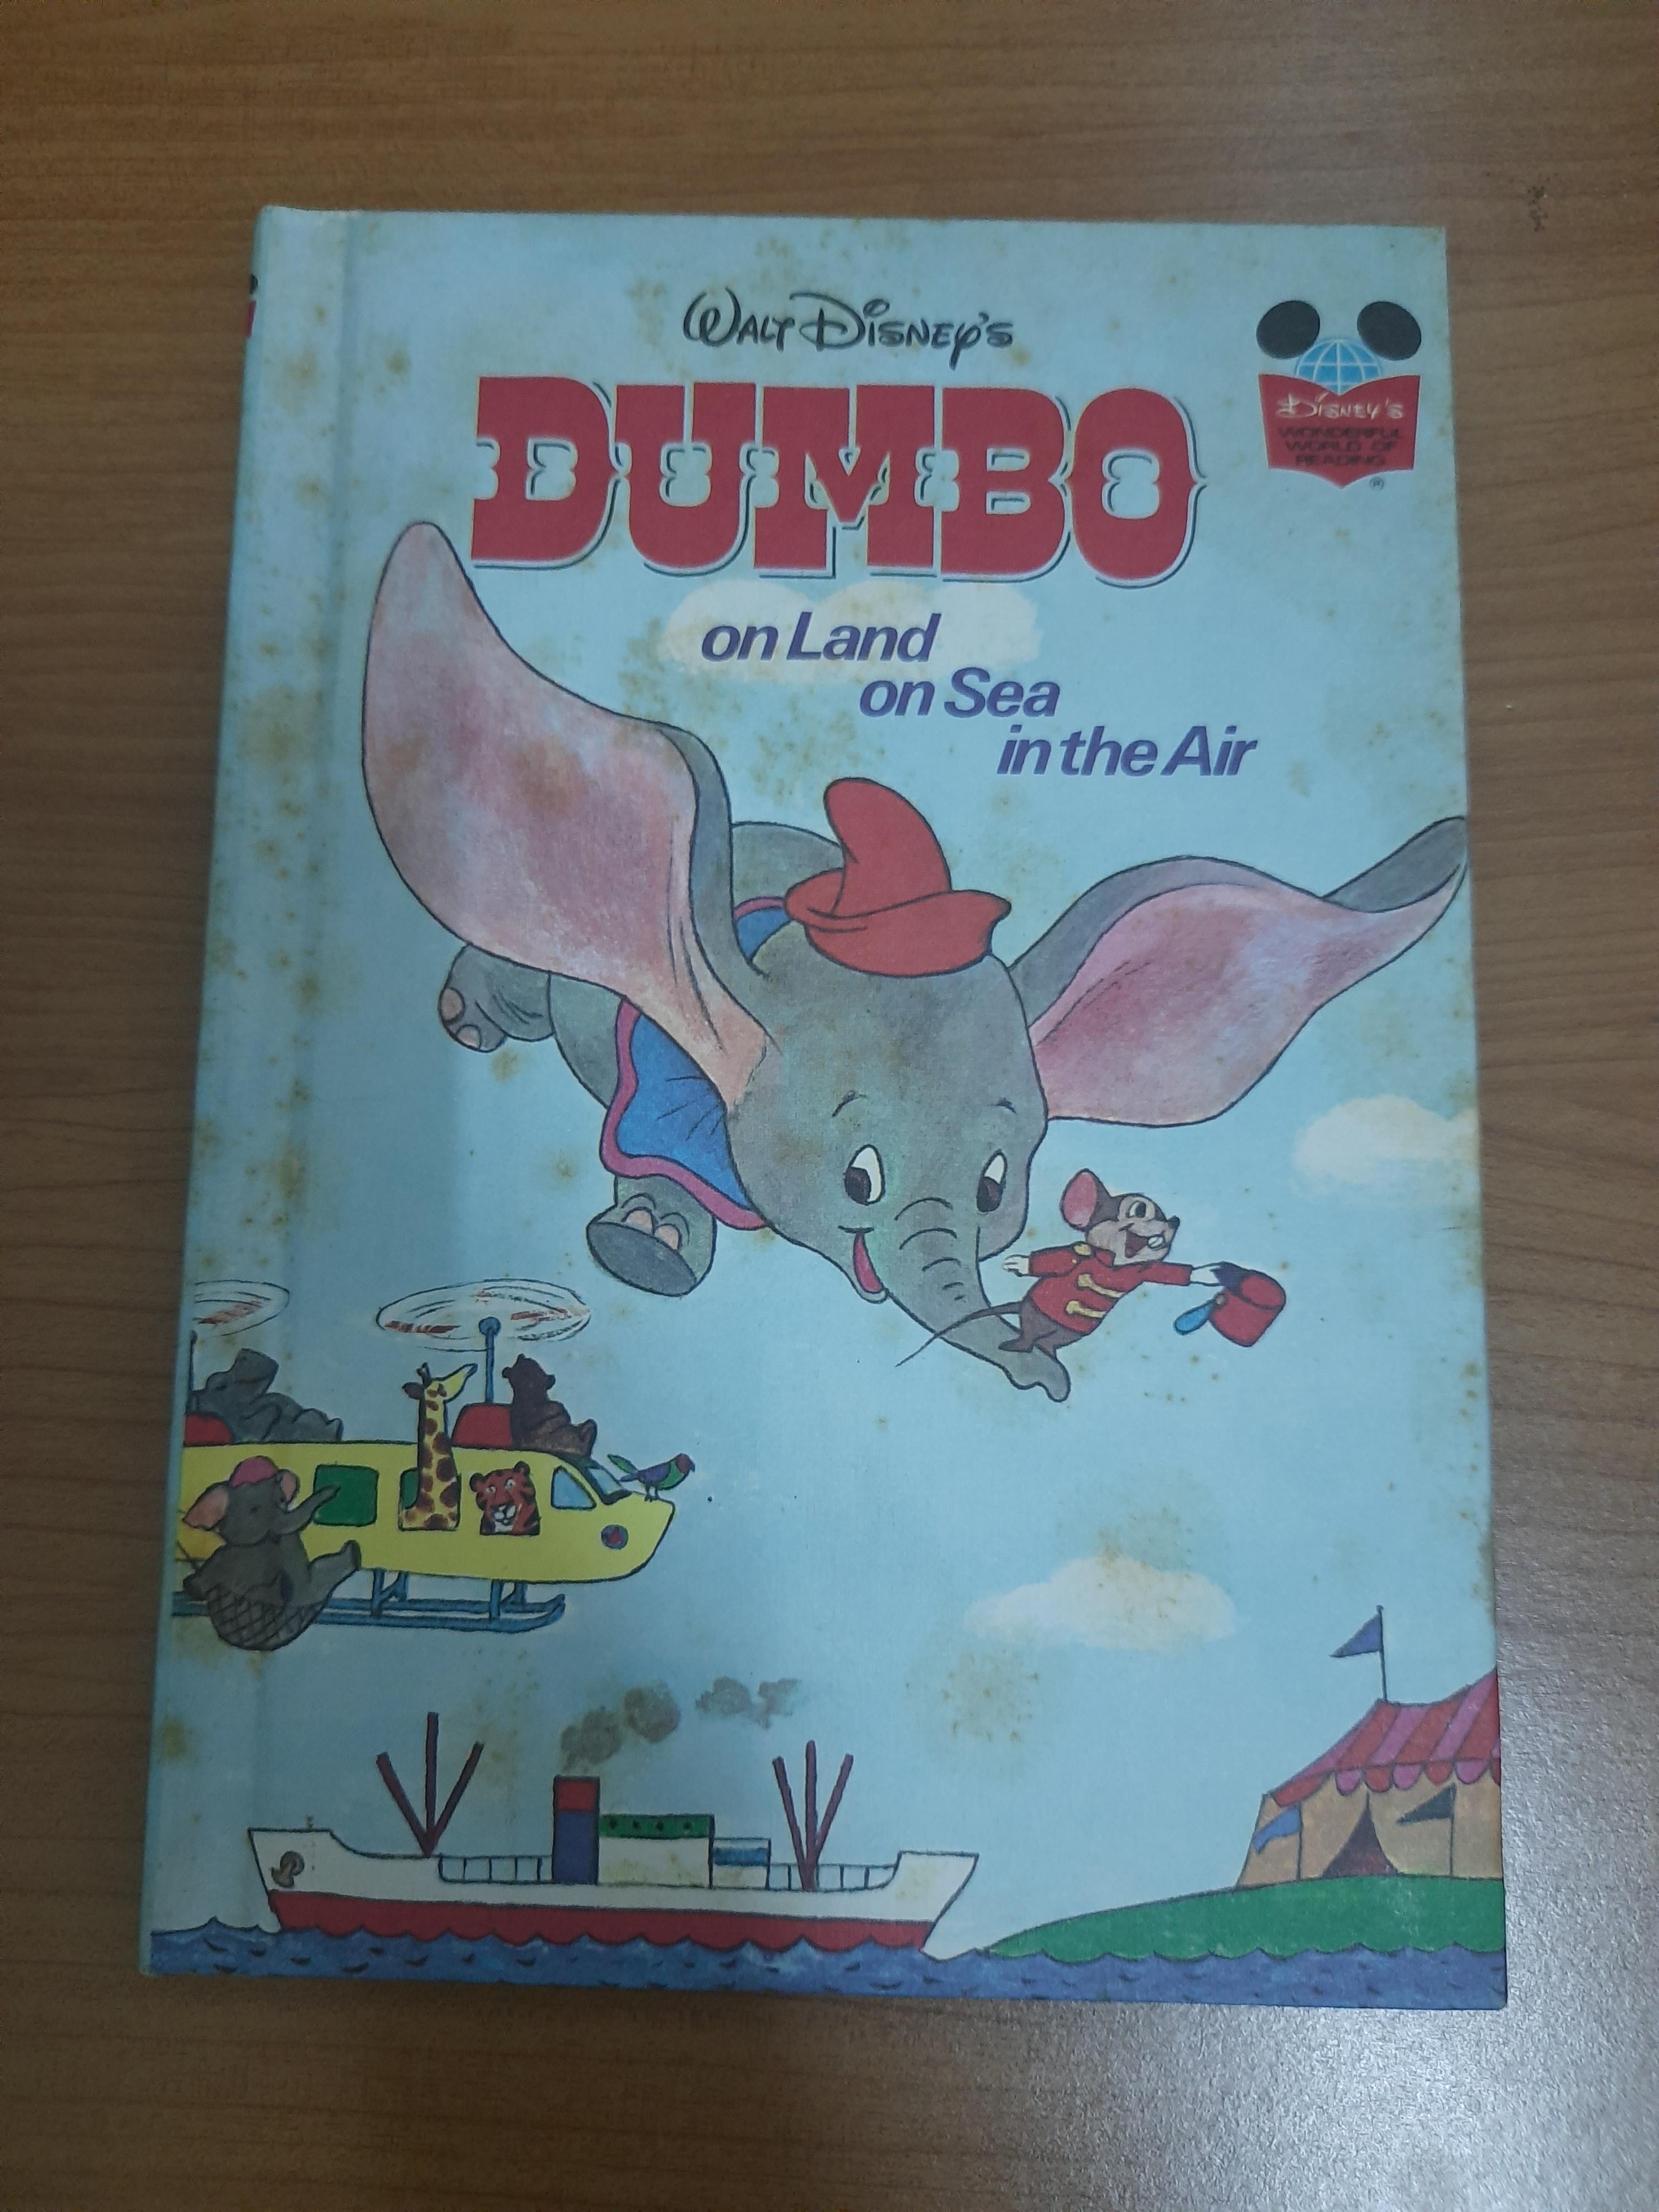 WALT DISNEY'S
DUMBO
on Land
on Sea
in the Air
DISNEY'S
WONDERFUL
WORLD OF
READING
®